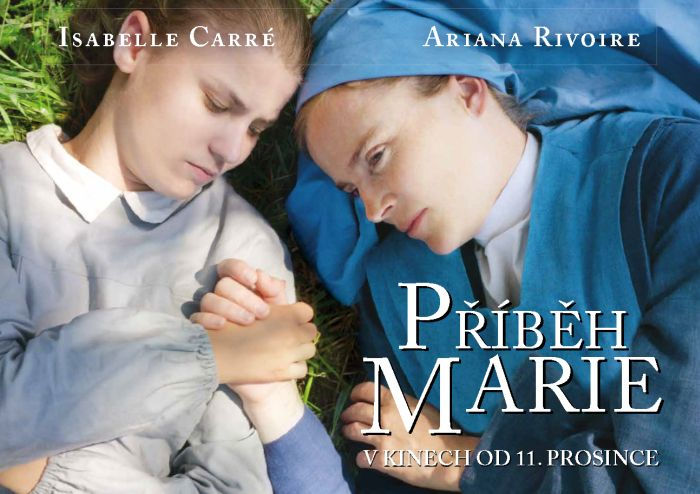 Isabelle Carré
Ariana Rivoire
Příběh
Marie
V KINECH OD 11. PROSINCE